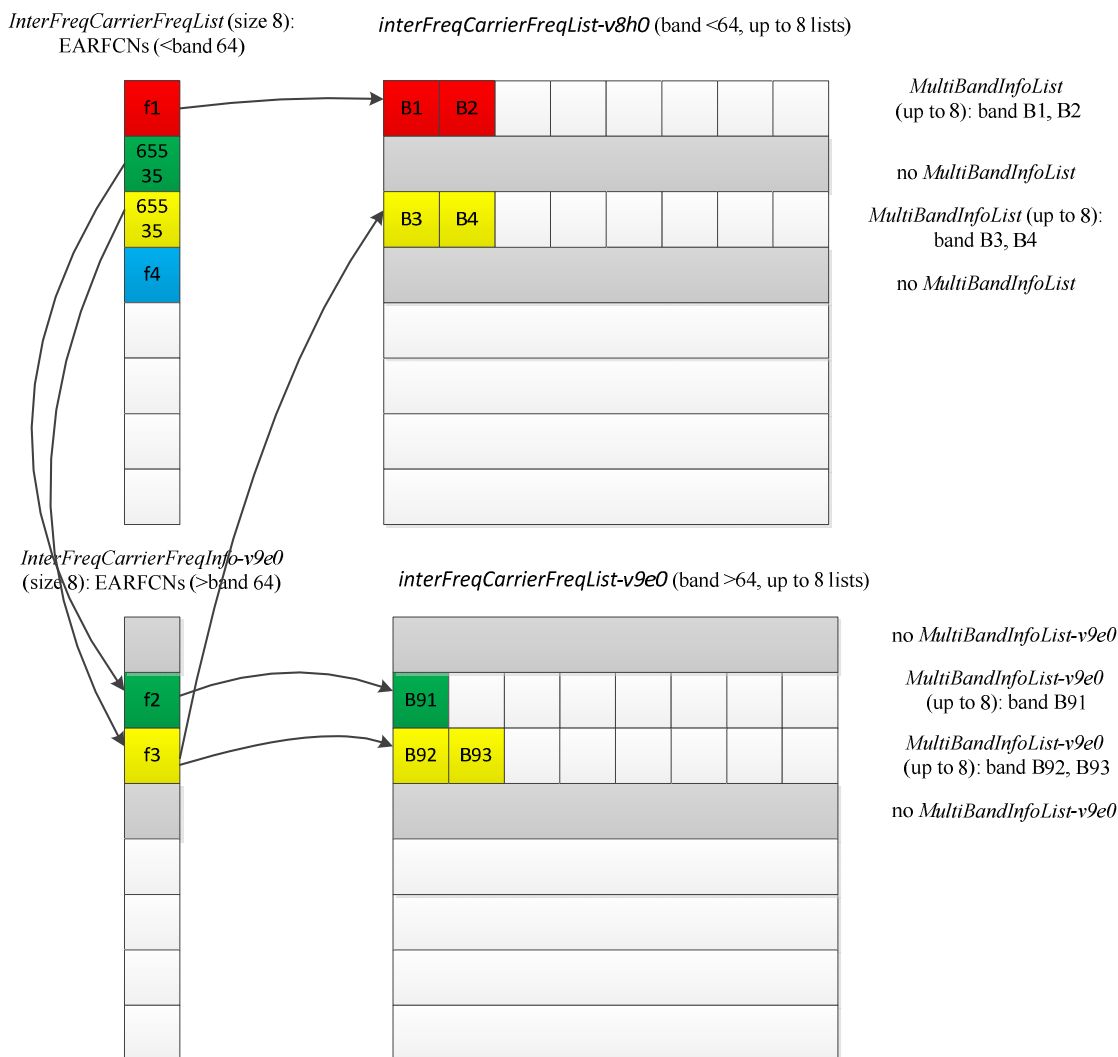 InterFreqCarrierFreqList (size 8):
EARFCNs (<band 64)
interFreqCarrierFreqList-v8h0 (band <64, up to 8 lists)
f1
B1 B2
MultiBandInfoList
(up to 8): band B1, B2
655
35
no MultiBandInfoList
655
35
B3 B4
MultiBandInfoList (up to 8):
band B3, B4
f4
no MultiBandInfoList
InterFreqCarrierFreqInfo-v9e0
(size 8): EARFCNs (>band 64)
interFreqCarrierFreqList-v9e0 (band >64, up to 8 lists)
no MultiBandInfoList-v9e0
f2
B91
MultiBandInfoList-v9e0
(up to 8): band B91
f3
B92 B93
MultiBandInfoList-v9e0
(up to 8): band B92, B93
no MultiBandInfoList-v9e0